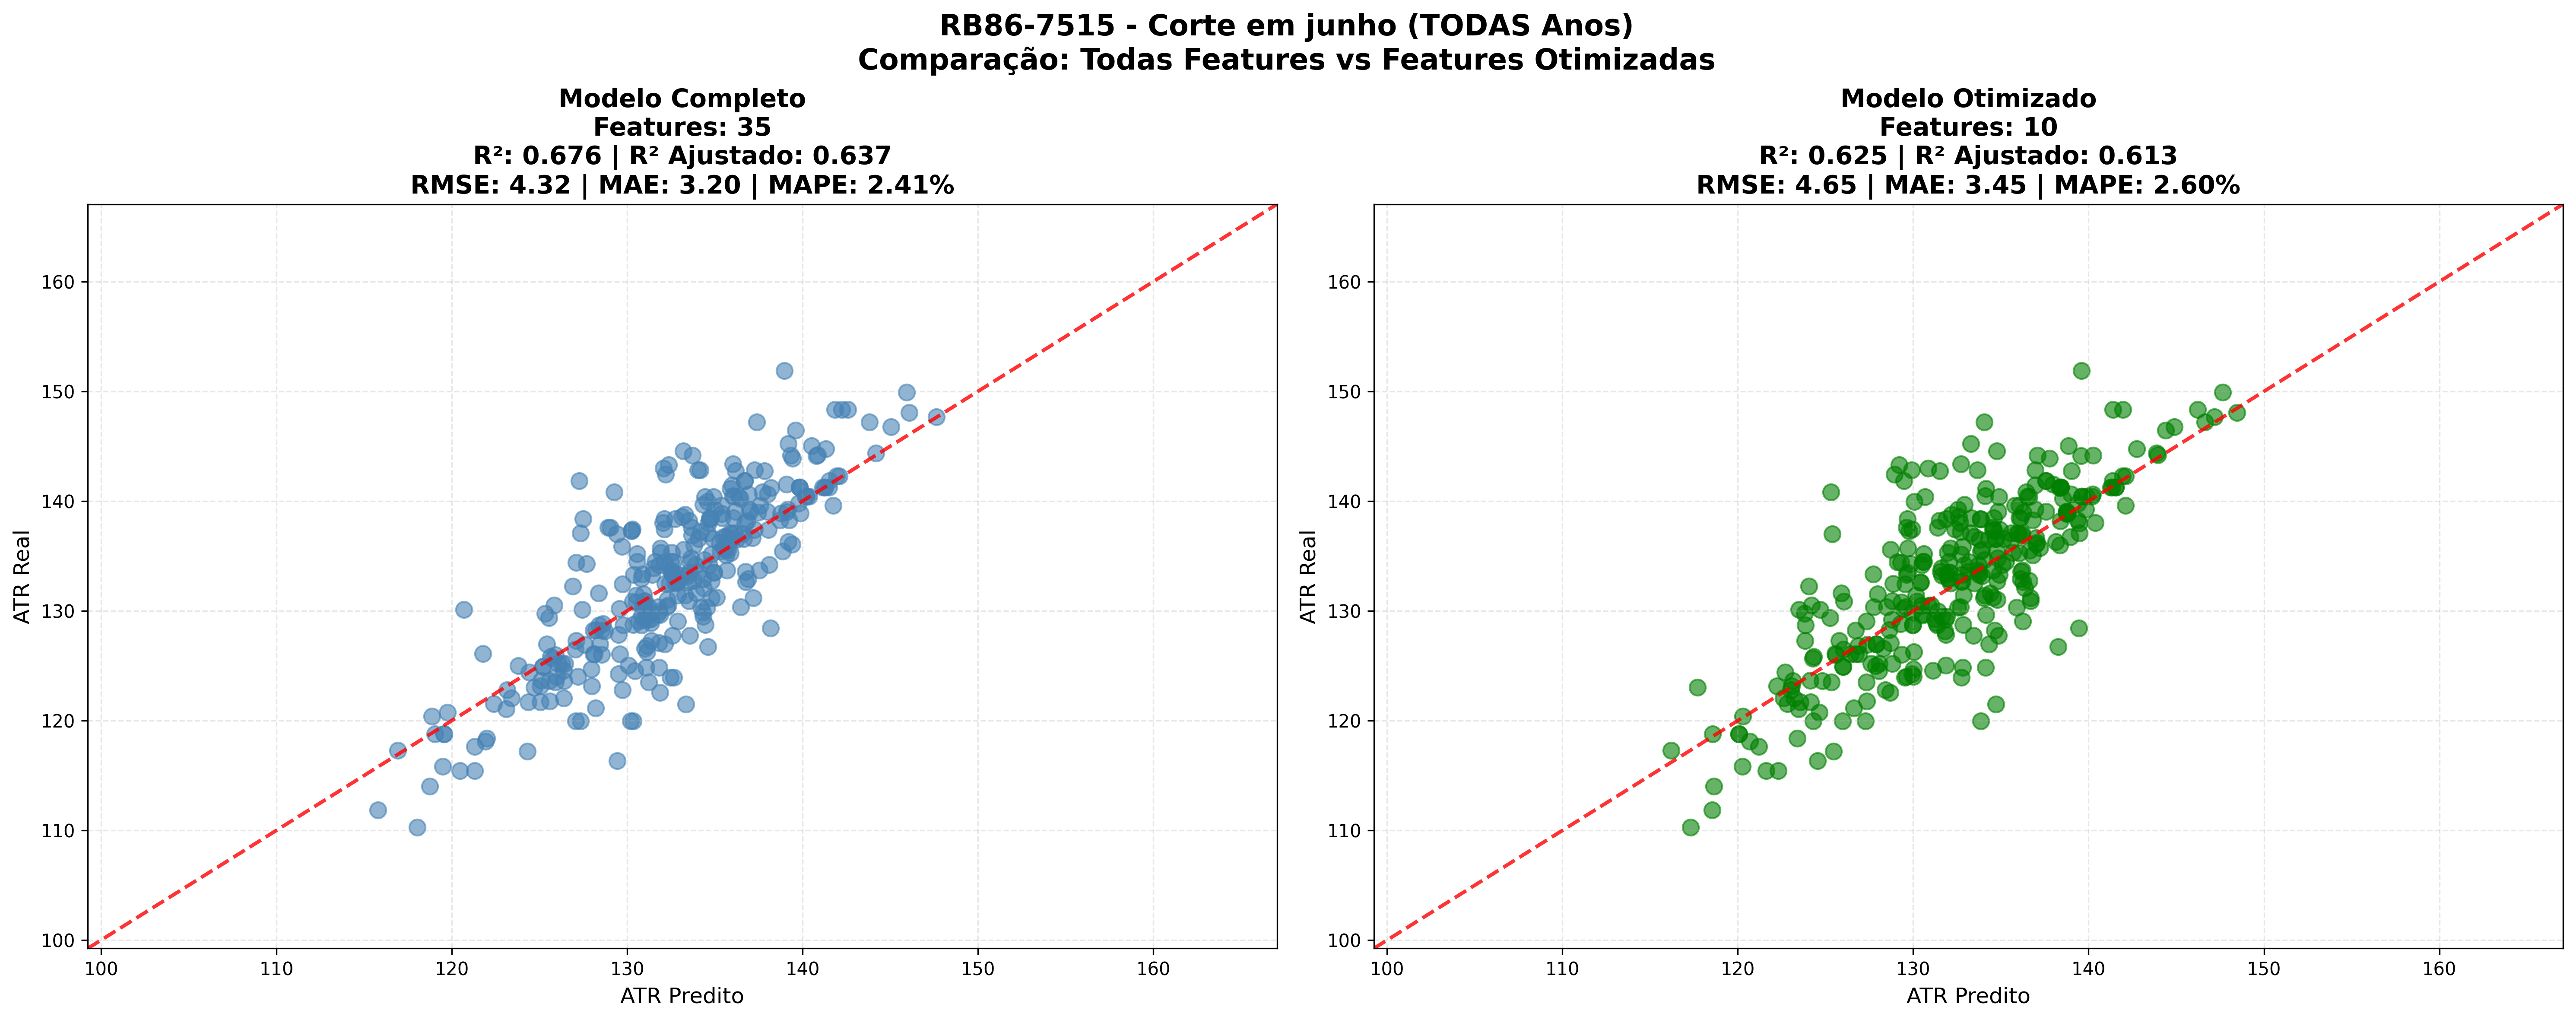 RB86-7515 - Corte em junho (TODAS Anos)
Comparação: Todas Features vs Features Otimizadas
Modelo Completo
Features: 35
R²: 0.676 | R² Ajustado: 0.637
RMSE: 4.32 | MAE: 3.20 | MAPE: 2.41%
160
150
140
130
120
110
100
ATR Real
100 110 120 130 140 150 160
ATR Predito
Modelo Otimizado
Features: 10
R²: 0.625 | R² Ajustado: 0.613
RMSE: 4.65 | MAE: 3.45 | MAPE: 2.60%
160
150
140
130
120
110
100
ATR Real
100 110 120 130 140 150 160
ATR Predito